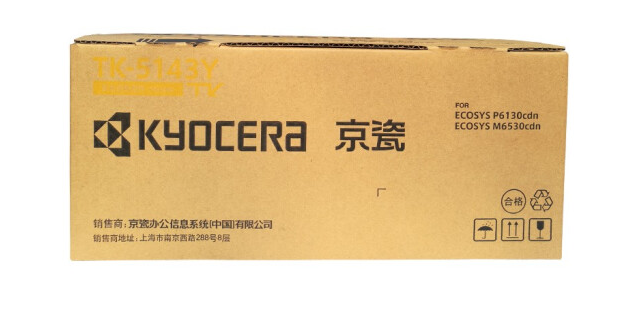 TK-5143Y
KYOCERA 京瓷
FOR
ECOSYS P6130cdn
ECOSYS M6530cdn
合格
销售商: 京瓷办公信息系统(中国)有限公司
销售商地址: 上海市南京西路288号8层